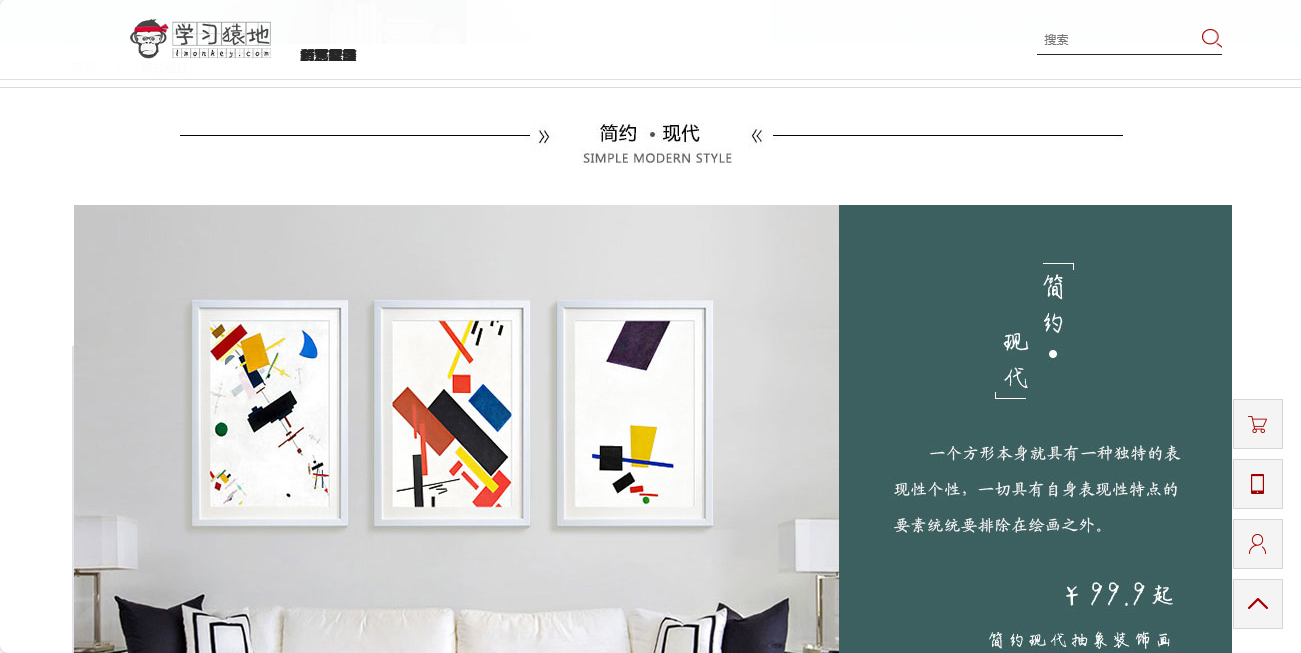 学习猿地
lmonkey.com
搜索
简约 • 现代
SIMPLE MODERN STYLE
简约•
现代
一个方形本身就具有一种独特的表
现性个性，一切具有自身表现性特点的
要素统统要排除在绘画之外。
¥ 99.9起
简约现代抽象装饰画